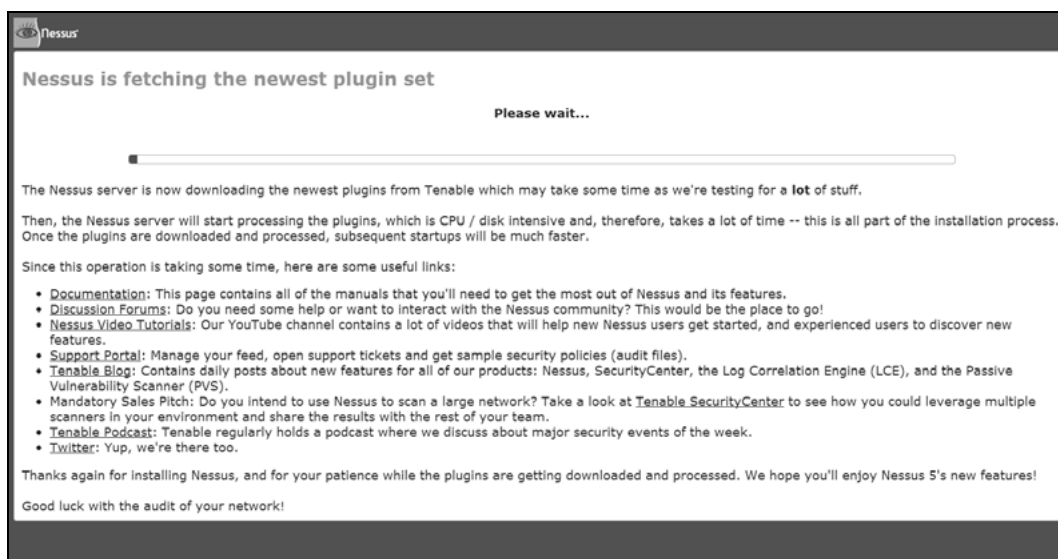 Nessus
Nessus is fetching the newest plugin set
Please wait...
The Nessus server is now downloading the newest plugins from Tenable which may take some time as we're testing for a lot of stuff.
Then, the Nessus server will start processing the plugins, which is CPU / disk intensive and, therefore, takes a lot of time -- this is all part of the installation process.
Once the plugins are downloaded and processed, subsequent startups will be much faster.
Since this operation is taking some time, here are some useful links:
• Documentation: This page contains all of the manuals that you'll need to get the most out of Nessus and its features.
• Discussion Forums: Do you need some help or want to interact with the Nessus community? This would be the place to go!
• Nessus Video Tutorials: Our YouTube channel contains a lot of videos that will help new Nessus users get started, and experienced users to discover new
features.
• Support Portal: Manage your feed, open support tickets and get sample security policies (audit files).
• Tenable Blog: Contains daily posts about new features for all of our products: Nessus, SecurityCenter, the Log Correlation Engine (LCE), and the Passive
Vulnerability Scanner (PVS).
• Mandatory Sales Pitch: Do you intend to use Nessus to scan a large network? Take a look at Tenable SecurityCenter to see how you could leverage multiple
scanners in your environment and share the results with the rest of your team.
• Tenable Podcast: Tenable regularly holds a podcast where we discuss about major security events of the week.
• Twitter: Yup, we're there too.
Thanks again for installing Nessus, and for your patience while the plugins are getting downloaded and processed. We hope you'll enjoy Nessus 5's new features!
Good luck with the audit of your network!